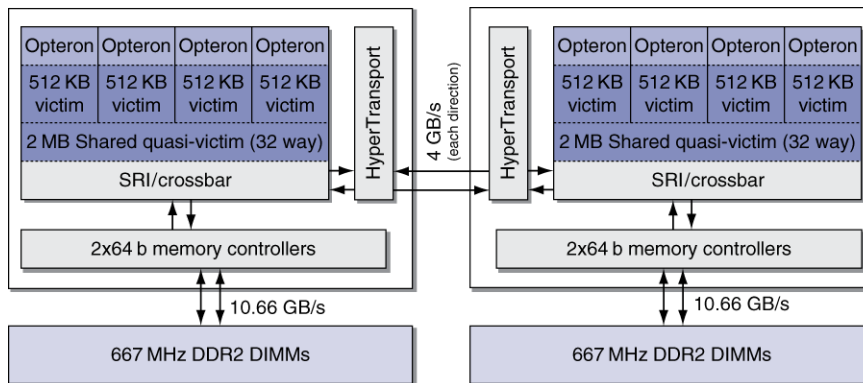 Opteron Opteron Opteron Opteron
512 KB 512 KB 512 KB 512 KB
victim victim victim victim
2 MB Shared quasi-victim (32 way)
SRI/crossbar
HyperTransport
2x64 b memory controllers
10.66 GB/s
667 MHz DDR2 DIMMs
4 GB/s
(each direction)
HyperTransport
Opteron Opteron Opteron Opteron
512 KB 512 KB 512 KB 512 KB
victim victim victim victim
2 MB Shared quasi-victim (32 way)
SRI/crossbar
2x64 b memory controllers
10.66 GB/s
667 MHz DDR2 DIMMs